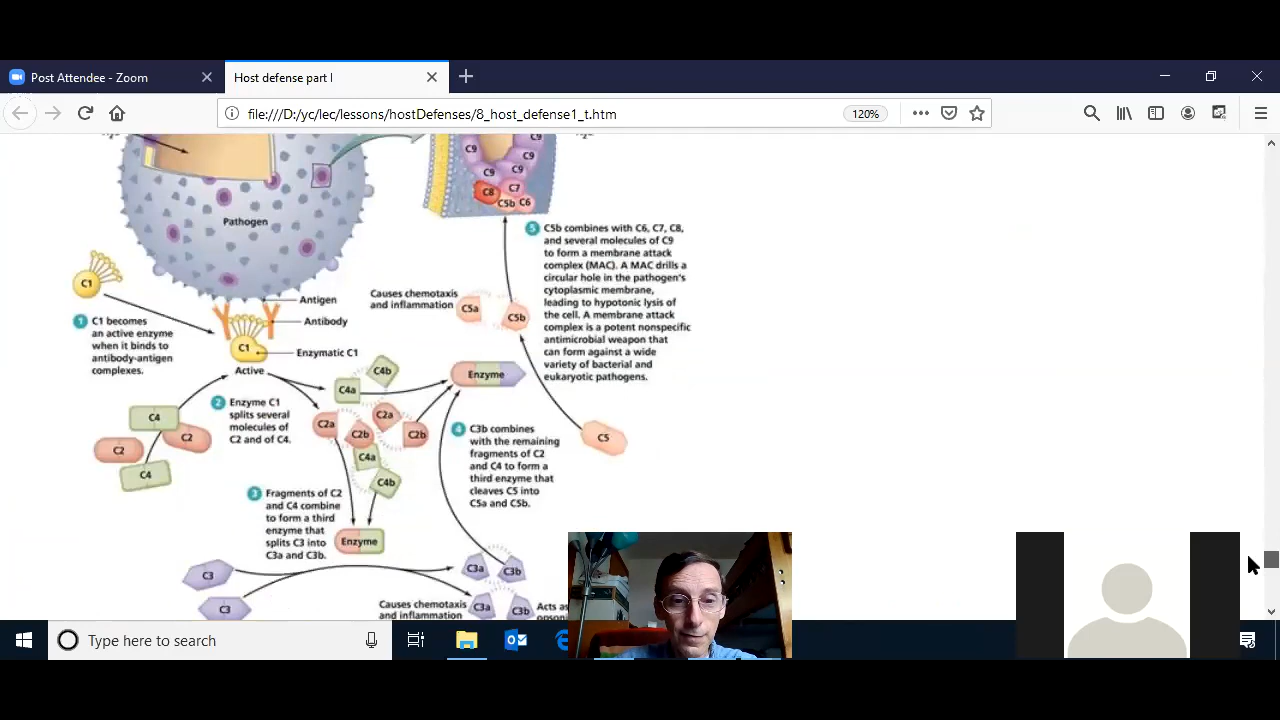 Post Attendee - Zoom
Host defense part I
file:///D:/yc/lec/lessons/hostDefenses/8_host_defense1_t.htm
120%
C9
C9
C9
C9
C9
C9
C8
C7
C5b
C6
Pathogen
C1
Antigen
Antibody
C1
Enzymatic C1
Active
1 C1 becomes
an active enzyme
when it binds to
antibody-antigen
complexes.
Causes chemotaxis
and inflammation
C5a
C5b
5 C5b combines with C6, C7, C8,
and several molecules of C9
to form a membrane attack
complex (MAC). A MAC drills a
circular hole in the pathogen's
cytoplasmic membrane,
leading to hypotonic lysis of
the cell. A membrane attack
complex is a potent nonspecific
antimicrobial weapon that
can form against a wide
variety of bacterial and
eukaryotic pathogens.
C4b
C4a
Enzyme
C4
C2
C2
C4
2 Enzyme C1
splits several
molecules of
C2 and of C4.
C2a
C2a
C2b
C2b
C4a
C4b
4 C3b combines
with the remaining
fragments of C2
and C4 to form a
third enzyme that
cleaves C5 into
C5a and C5b.
C5
3 Fragments of C2
and C4 combine
to form a third
enzyme that
splits C3 into
C3a and C3b.
Enzyme
C3
C3
C3a
C3b
Causes chemotaxis
and inflammation
C3a
C3b
Acts as
Type here to search